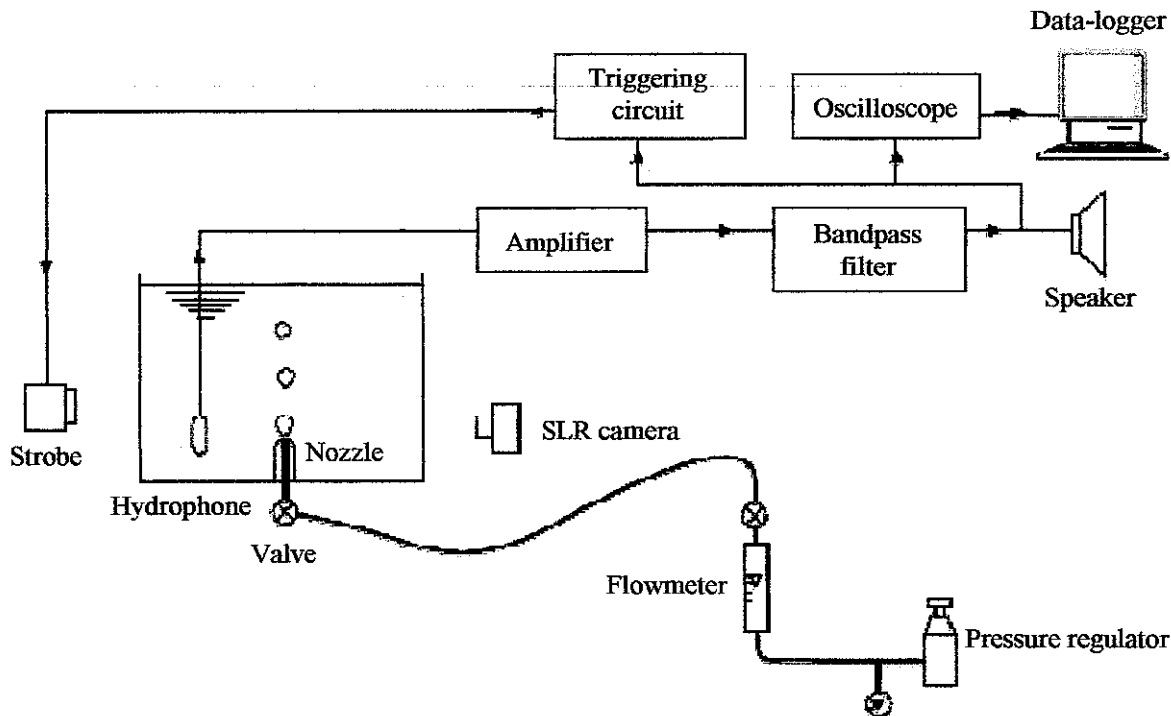 Data-logger
Triggering
circuit
Oscilloscope
Amplifier
Bandpass
filter
Speaker
Strobe
Nozzle
SLR camera
Hydrophone
Valve
Flowmeter
Pressure regulator